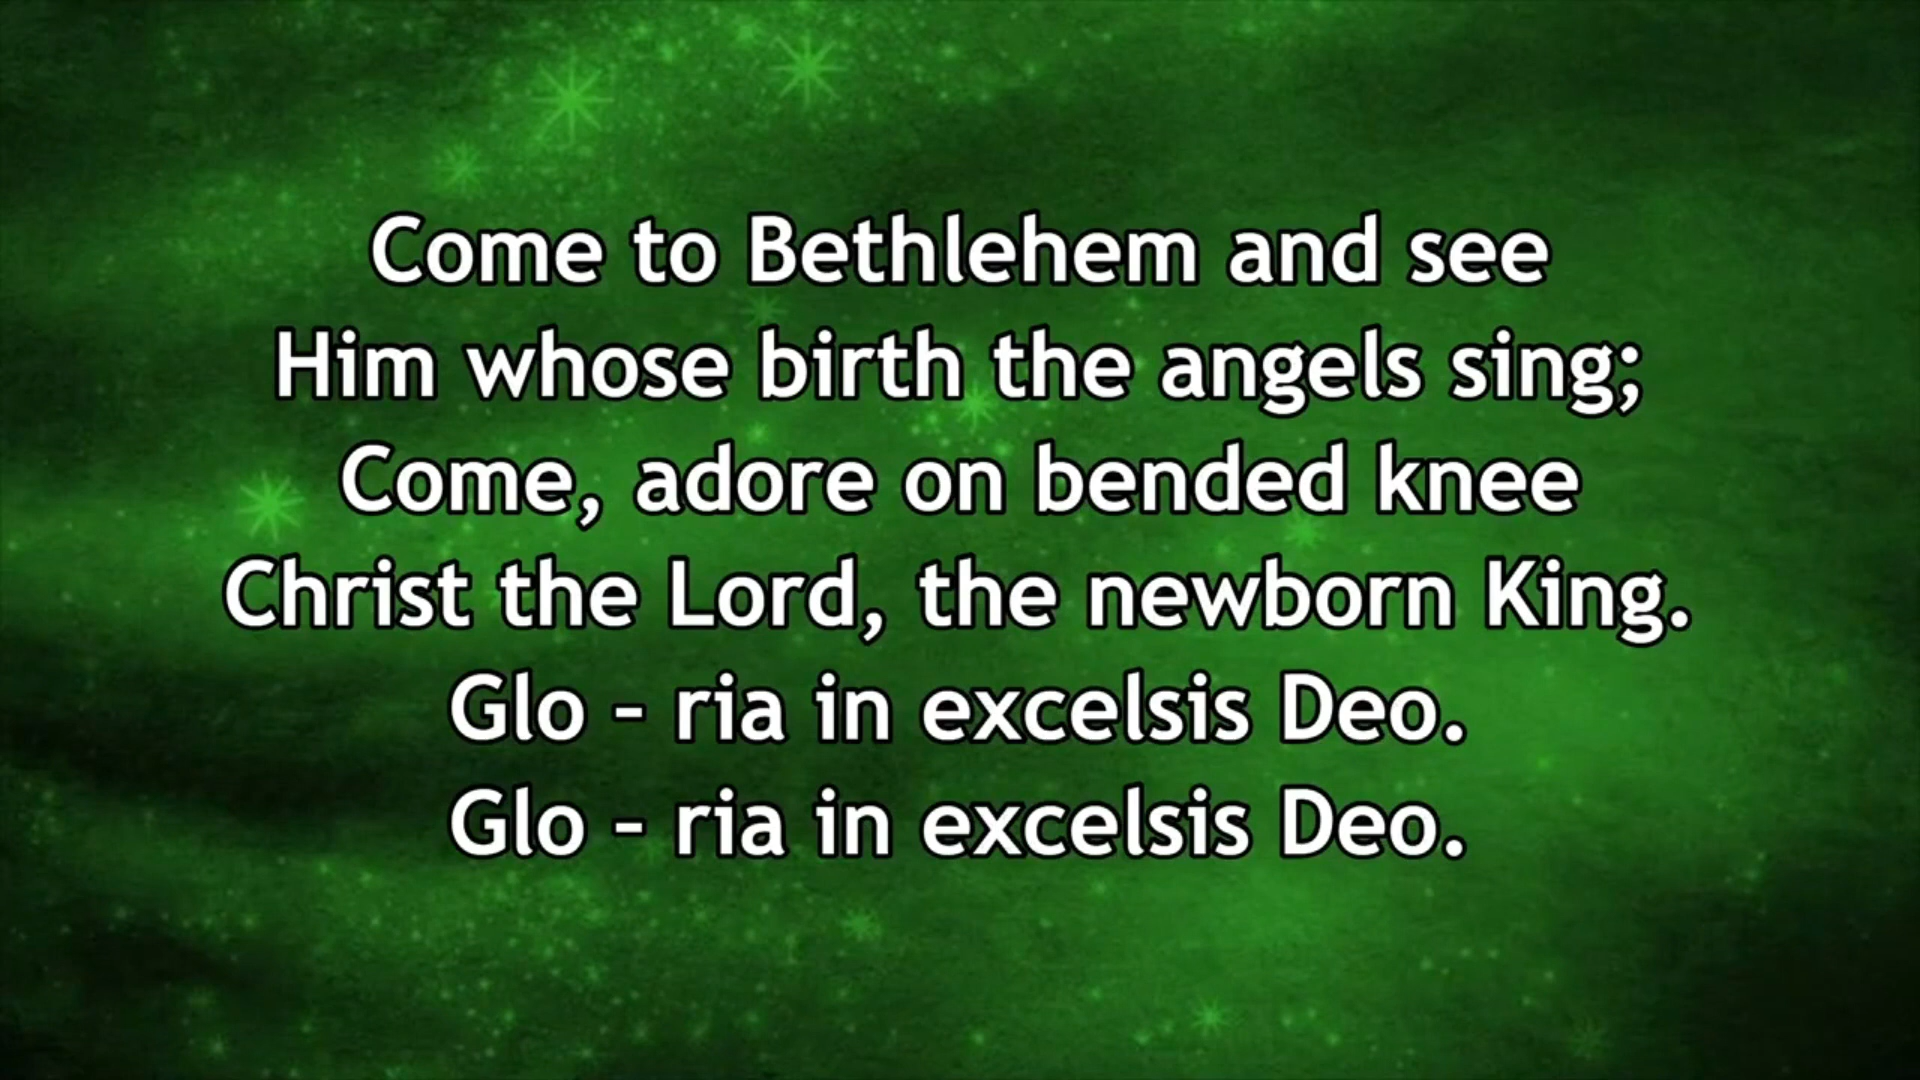 Come to Bethlehem and see
Him whose birth the angels sing;
Come, adore on bended knee
Christ the Lord, the newborn King.
Glo - ria in excelsis Deo.
Glo - ria in excelsis Deo.